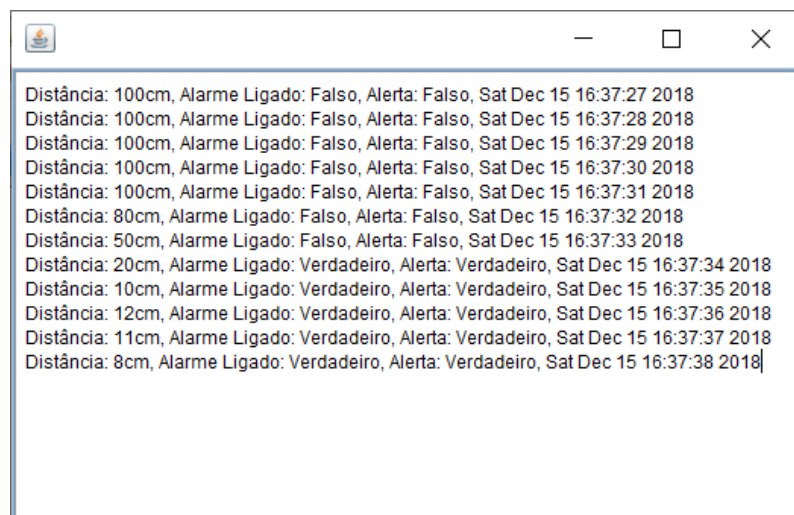 Distância: 100cm, Alarme Ligado: Falso, Alerta: Falso, Sat Dec 15 16:37:27 2018
Distância: 100cm, Alarme Ligado: Falso, Alerta: Falso, Sat Dec 15 16:37:28 2018
Distância: 100cm, Alarme Ligado: Falso, Alerta: Falso, Sat Dec 15 16:37:29 2018
Distância: 100cm, Alarme Ligado: Falso, Alerta: Falso, Sat Dec 15 16:37:30 2018
Distância: 100cm, Alarme Ligado: Falso, Alerta: Falso, Sat Dec 15 16:37:31 2018
Distância: 80cm, Alarme Ligado: Falso, Alerta: Falso, Sat Dec 15 16:37:32 2018
Distância: 50cm, Alarme Ligado: Falso, Alerta: Falso, Sat Dec 15 16:37:33 2018
Distância: 20cm, Alarme Ligado: Verdadeiro, Alerta: Verdadeiro, Sat Dec 15 16:37:34 2018
Distância: 10cm, Alarme Ligado: Verdadeiro, Alerta: Verdadeiro, Sat Dec 15 16:37:35 2018
Distância: 12cm, Alarme Ligado: Verdadeiro, Alerta: Verdadeiro, Sat Dec 15 16:37:36 2018
Distância: 11cm, Alarme Ligado: Verdadeiro, Alerta: Verdadeiro, Sat Dec 15 16:37:37 2018
Distância: 8cm, Alarme Ligado: Verdadeiro, Alerta: Verdadeiro, Sat Dec 15 16:37:38 2018